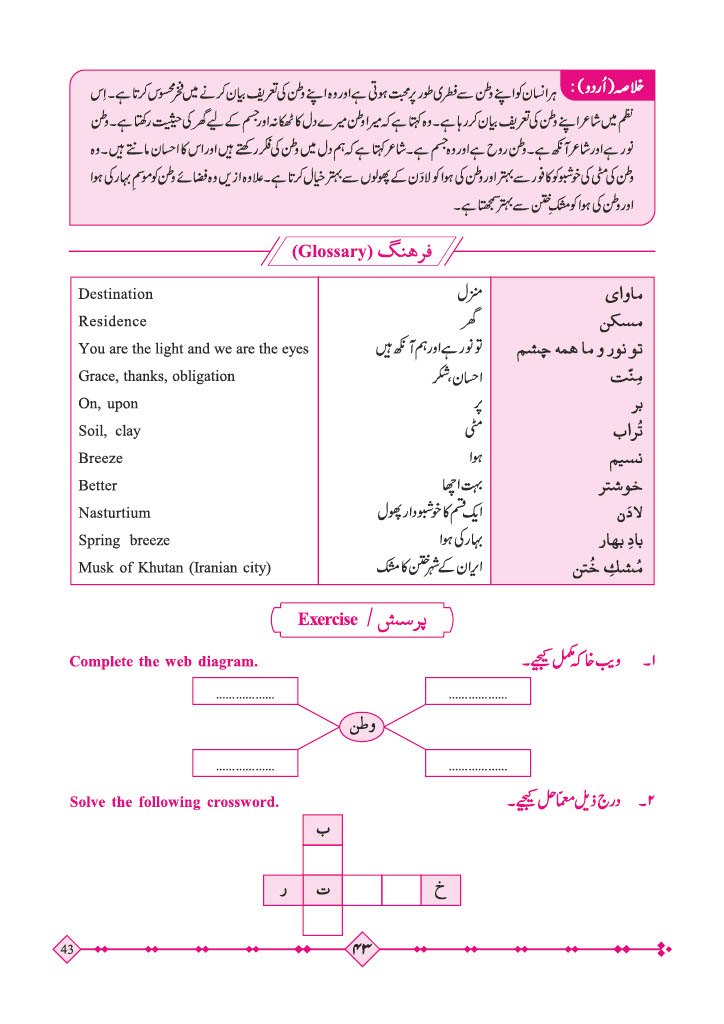 خلاصہ (اُردو) : ہر انسان کو اپنے وطن سے فطری طور پر محبت ہوتی ہے اور وہ اپنے وطن کی تعریف بیان کرنے میں فخر محسوس کرتا ہے۔ اِس
نظم میں شاعر اپنے وطن کی تعریف بیان کر رہا ہے۔ وہ کہتا ہے کہ میرا وطن میرے دل کا ٹھکانہ اور جسم کے لیے گھر کی حیثیت رکھتا ہے۔ وطن
نور ہے اور شاعر آنکھ ہے۔ وطن روح ہے اور وہ جسم ہے۔ شاعر کہتا ہے کہ ہم دل میں وطن کی فکر رکھتے ہیں اور اس کا احسان مانتے ہیں۔ وہ
وطن کی مٹی کی خوشبو کو کافور سے بہتر اور وطن کی ہوا کو لادَن کے پھولوں سے بہتر خیال کرتا ہے۔ علاوہ ازیں وہ فضائے وطن کو موسمِ بہار کی ہوا
اور وطن کی ہوا کو مشکِ ختن سے بہتر سمجھتا ہے۔
فرهنگ (Glossary)
ماوای منزل Destination
مسکن گھر Residence
تو نور و ما همه چشم تو نور ہے اور ہم آنکھ ہیں You are the light and we are the eyes
مِنّت احسان، شکر Grace, thanks, obligation
بر پر On, upon
تُراب مٹی Soil, clay
نسیم ہوا Breeze
خوشتر بہت اچھا Better
لادَن ایک قسم کا خوشبودار پھول Nasturtium
بادِ بهار بہار کی ہوا Spring breeze
مُشكِ خُتن ایران کے شہر ختن کا مشک Musk of Khutan (Iranian city)
Exercise / پرسش
Complete the web diagram. ۱۔ ویب خاکہ مکمل کیجیے۔
.................. ..................
وطن
.................. ..................
Solve the following crossword. ۲۔ درج ذیل معمّا حل کیجیے۔
ب
خ ت ر
43 ۴۳